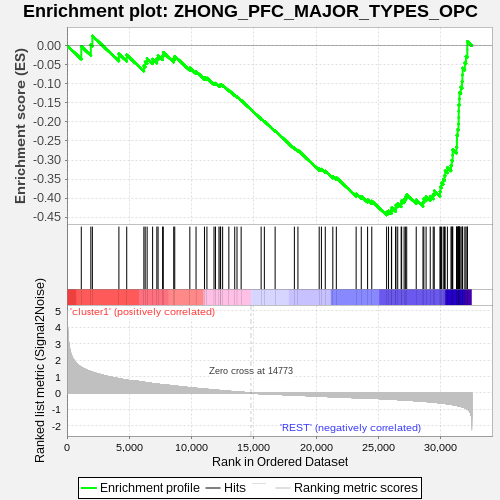 Enrichment plot: ZHONG_PFC_MAJOR_TYPES_OPC
Enrichment score (ES)
0.00
-0.05
-0.10
-0.15
-0.20
-0.25
-0.30
-0.35
-0.40
-0.45
Ranked list metric (Signal2Noise)
5
4
3
2
1
0
-1
-2
'cluster1' (positively correlated)
Zero cross at 14773
'REST' (negatively correlated)
0
5,000
10,000
15,000
20,000
25,000
30,000
Rank in Ordered Dataset
Enrichment profile
Hits
Ranking metric scores